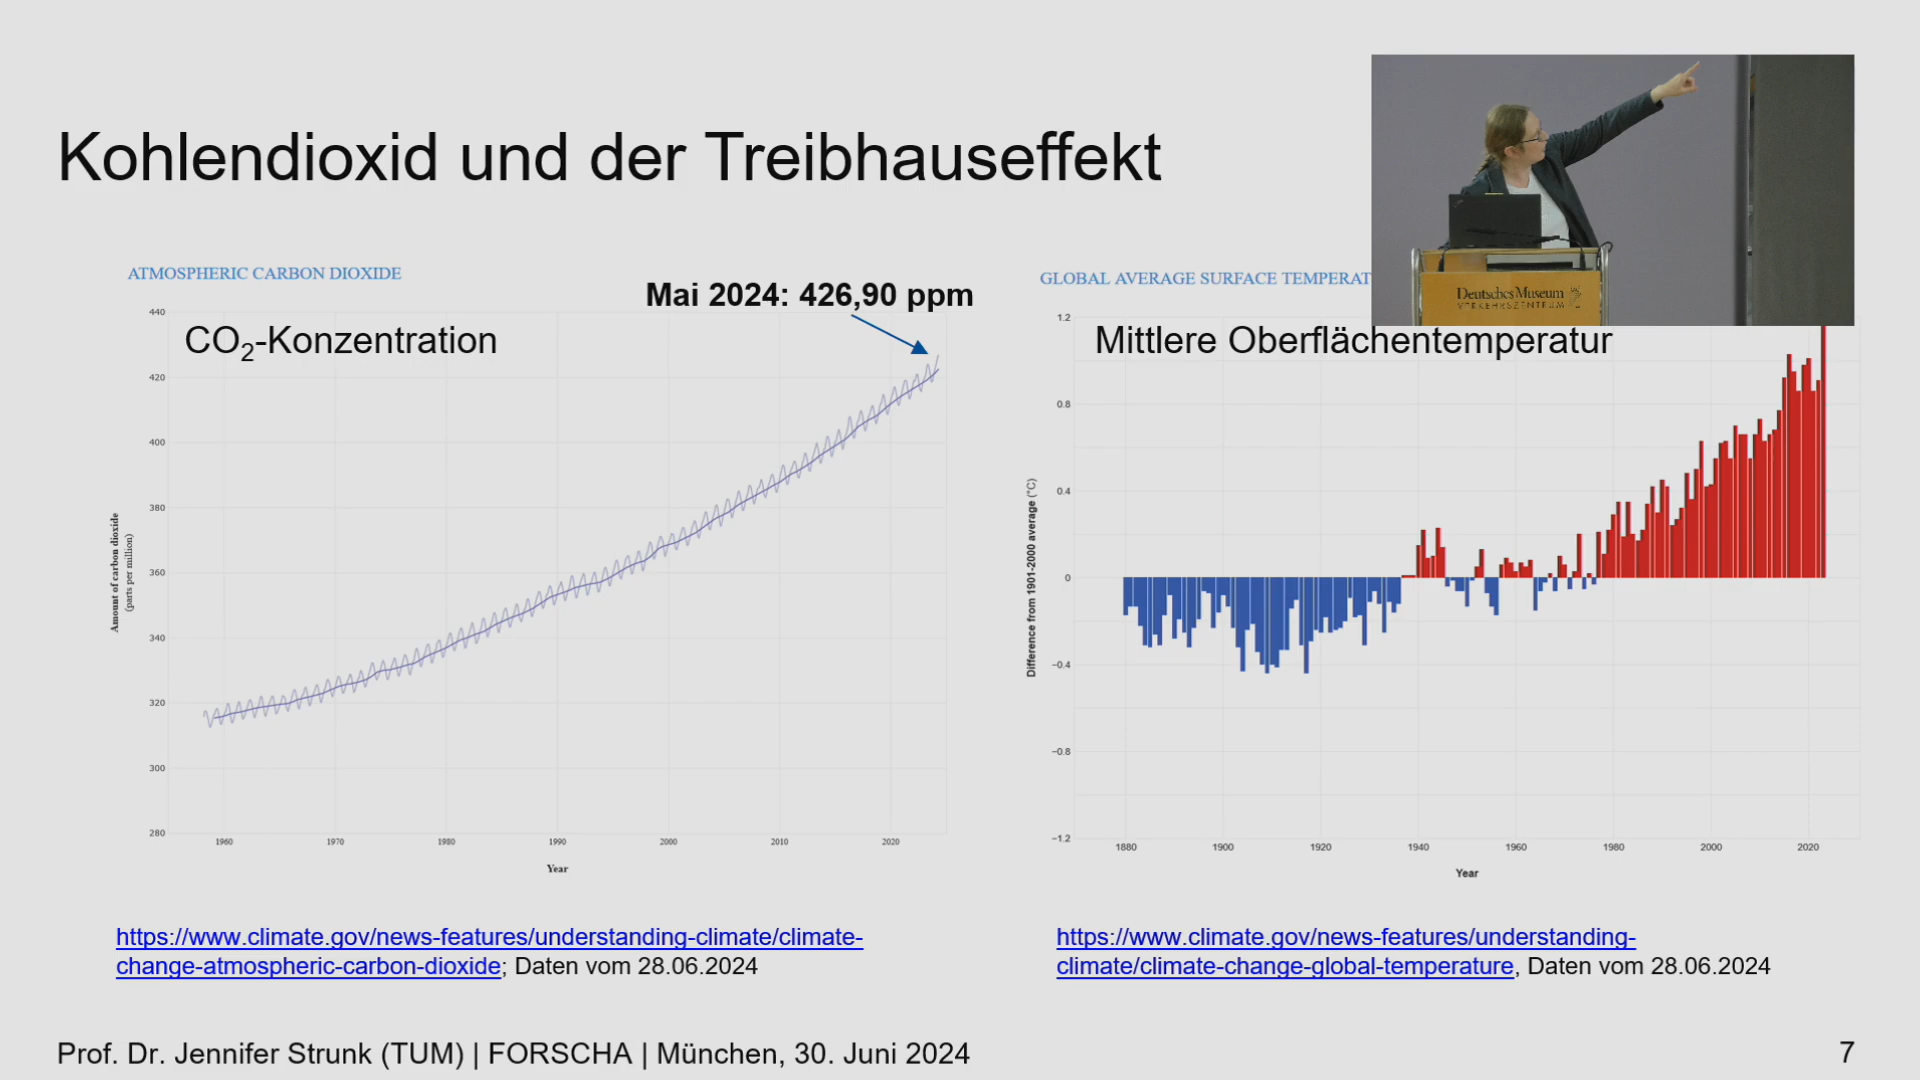 Kohlendioxid und der Treibhauseffekt
Deutsches Museum
VERKEHRSZENTRUM
ATMOSPHERIC CARBON DIOXIDE
Mai 2024: 426,90 ppm
CO₂-Konzentration
440
420
400
380
360
340
320
300
280
Amount of carbon dioxide
(parts per million)
1960 1970 1980 1990 2000 2010 2020
Year
GLOBAL AVERAGE SURFACE TEMPERAT
Mittlere Oberflächentemperatur
1.2
0.8
0.4
0
−0.4
−0.8
−1.2
Difference from 1901-2000 average (°C)
1880 1900 1920 1940 1960 1980 2000 2020
Year
https://www.climate.gov/news-features/understanding-climate/climate-
change-atmospheric-carbon-dioxide; Daten vom 28.06.2024
https://www.climate.gov/news-features/understanding-
climate/climate-change-global-temperature, Daten vom 28.06.2024
Prof. Dr. Jennifer Strunk (TUM) | FORSCHA | München, 30. Juni 2024
7